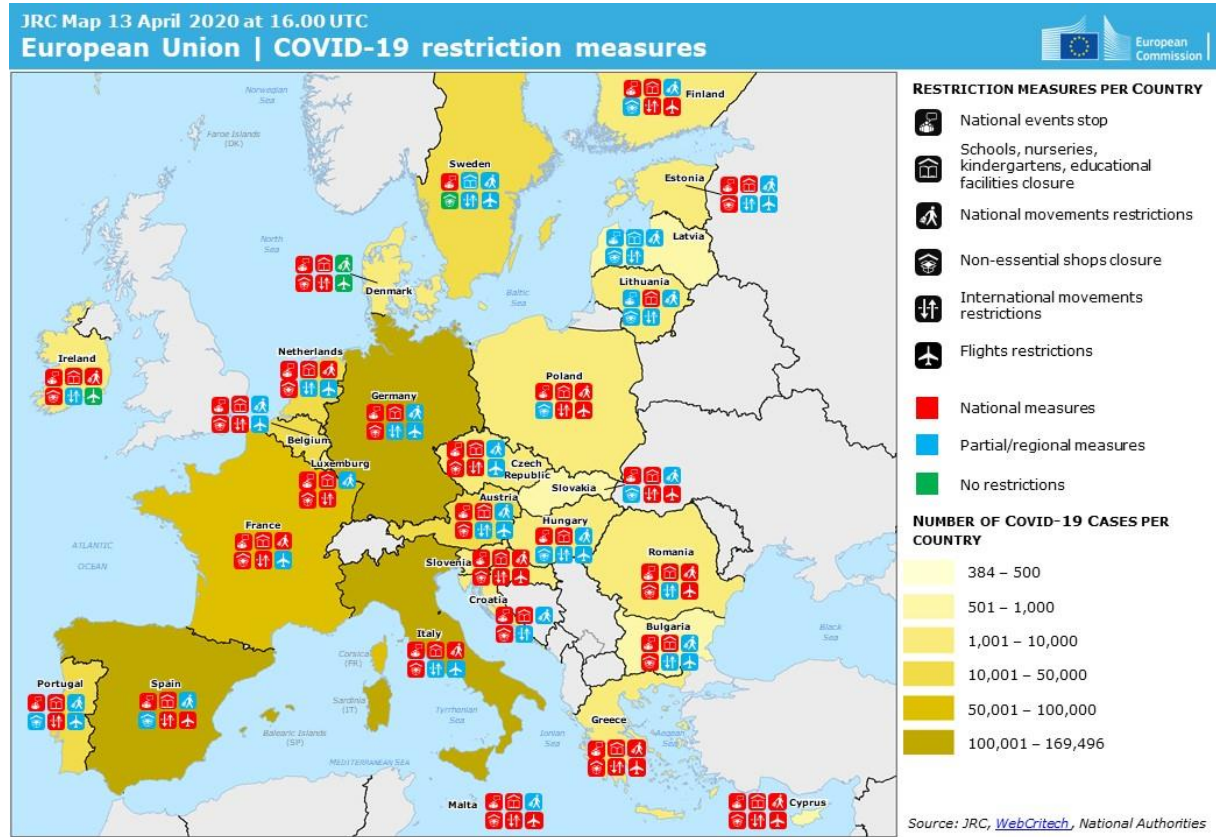 JRC Map 13 April 2020 at 16.00 UTC
European Union | COVID-19 restriction measures
European
Commission
Norwegian
Sea
Faroe Islands
(DK)
Finland
Sweden
Estonia
North
Sea
Latvia
Lithuania
Baltic
Sea
Denmark
Ireland
Netherlands
Poland
Germany
Belgium
Luxemburg
Czech
Republic
Slovakia
Austria
Hungary
France
ATLANTIC
OCEAN
Slovenia
Romania
Croatia
Italy
Bulgaria
Black
Sea
Corsica
(FR)
Portugal
Spain
Sardinia
(IT)
Tyrrhenian
Sea
Balearic Islands
(SP)
Ionian
Sea
Greece
Aegean
Sea
MEDITERRANEAN SEA
Malta
Cyprus
RESTRICTION MEASURES PER COUNTRY
National events stop
Schools, nurseries,
kindergartens, educational
facilities closure
National movements restrictions
Non-essential shops closure
International movements
restrictions
Flights restrictions
National measures
Partial/regional measures
No restrictions
NUMBER OF COVID-19 CASES PER
COUNTRY
384 – 500
501 – 1,000
1,001 – 10,000
10,001 – 50,000
50,001 – 100,000
100,001 – 169,496
Source: JRC, WebCritech, National Authorities